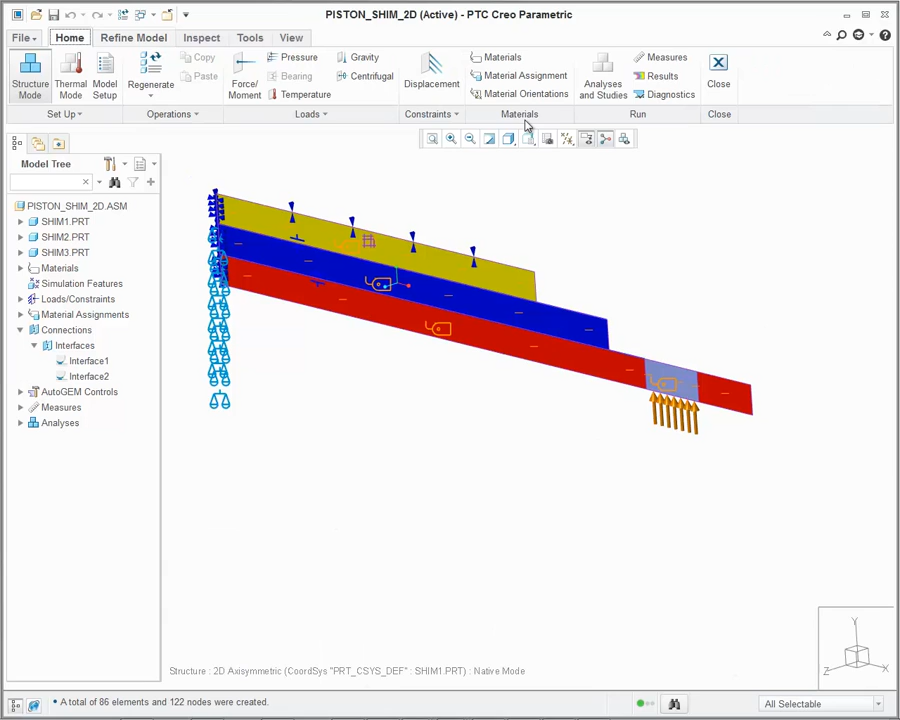 PISTON_SHIM_2D (Active) - PTC Creo Parametric
File Home Refine Model Inspect Tools View
Structure Mode
Thermal Mode
Model Setup
Regenerate
Copy
Paste
Force/ Moment
Pressure
Bearing
Temperature
Gravity
Centrifugal
Displacement
Materials
Material Assignment
Material Orientations
Analyses and Studies
Measures
Results
Diagnostics
Close
Set Up Operations Loads Constraints Materials Run Close
Model Tree
PISTON_SHIM_2D.ASM
SHIM1.PRT
SHIM2.PRT
SHIM3.PRT
Materials
Simulation Features
Loads/Constraints
Material Assignments
Connections
Interfaces
Interface1
Interface2
AutoGEM Controls
Measures
Analyses
Y
Z X
Structure : 2D Axisymmetric (CoordSys "PRT_CSYS_DEF" : SHIM1.PRT) : Native Mode
• A total of 86 elements and 122 nodes were created.
All Selectable